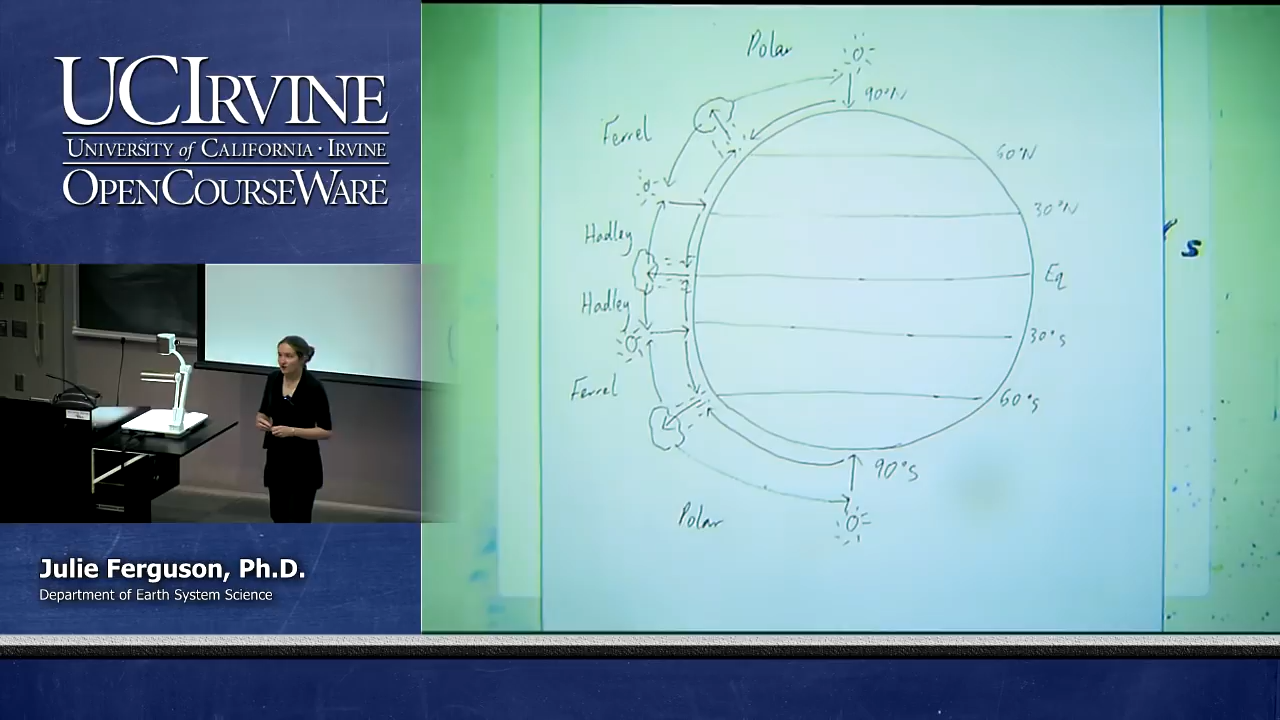 UCIRVINE
UNIVERSITY of CALIFORNIA · IRVINE
OPENCOURSEWARE
Julie Ferguson, Ph.D.
Department of Earth System Science
Polar
90°N
Ferrel
60°N
30°N
Hadley
Eq
Hadley
30°S
Ferrel
60°S
90°S
Polar
s